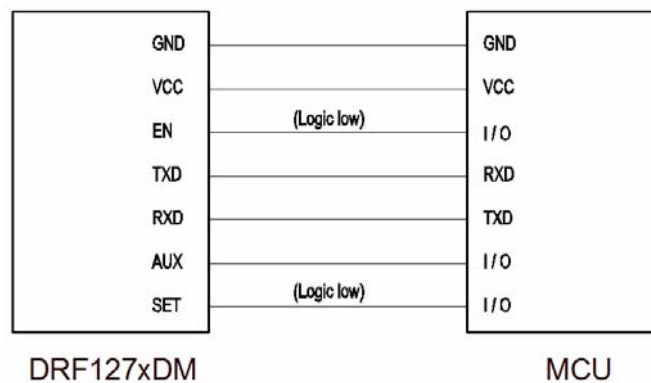 GND GND
VCC VCC
(Logic low)
EN I/O
TXD RXD
RXD TXD
AUX I/O
(Logic low)
SET I/O
DRF127xDM MCU